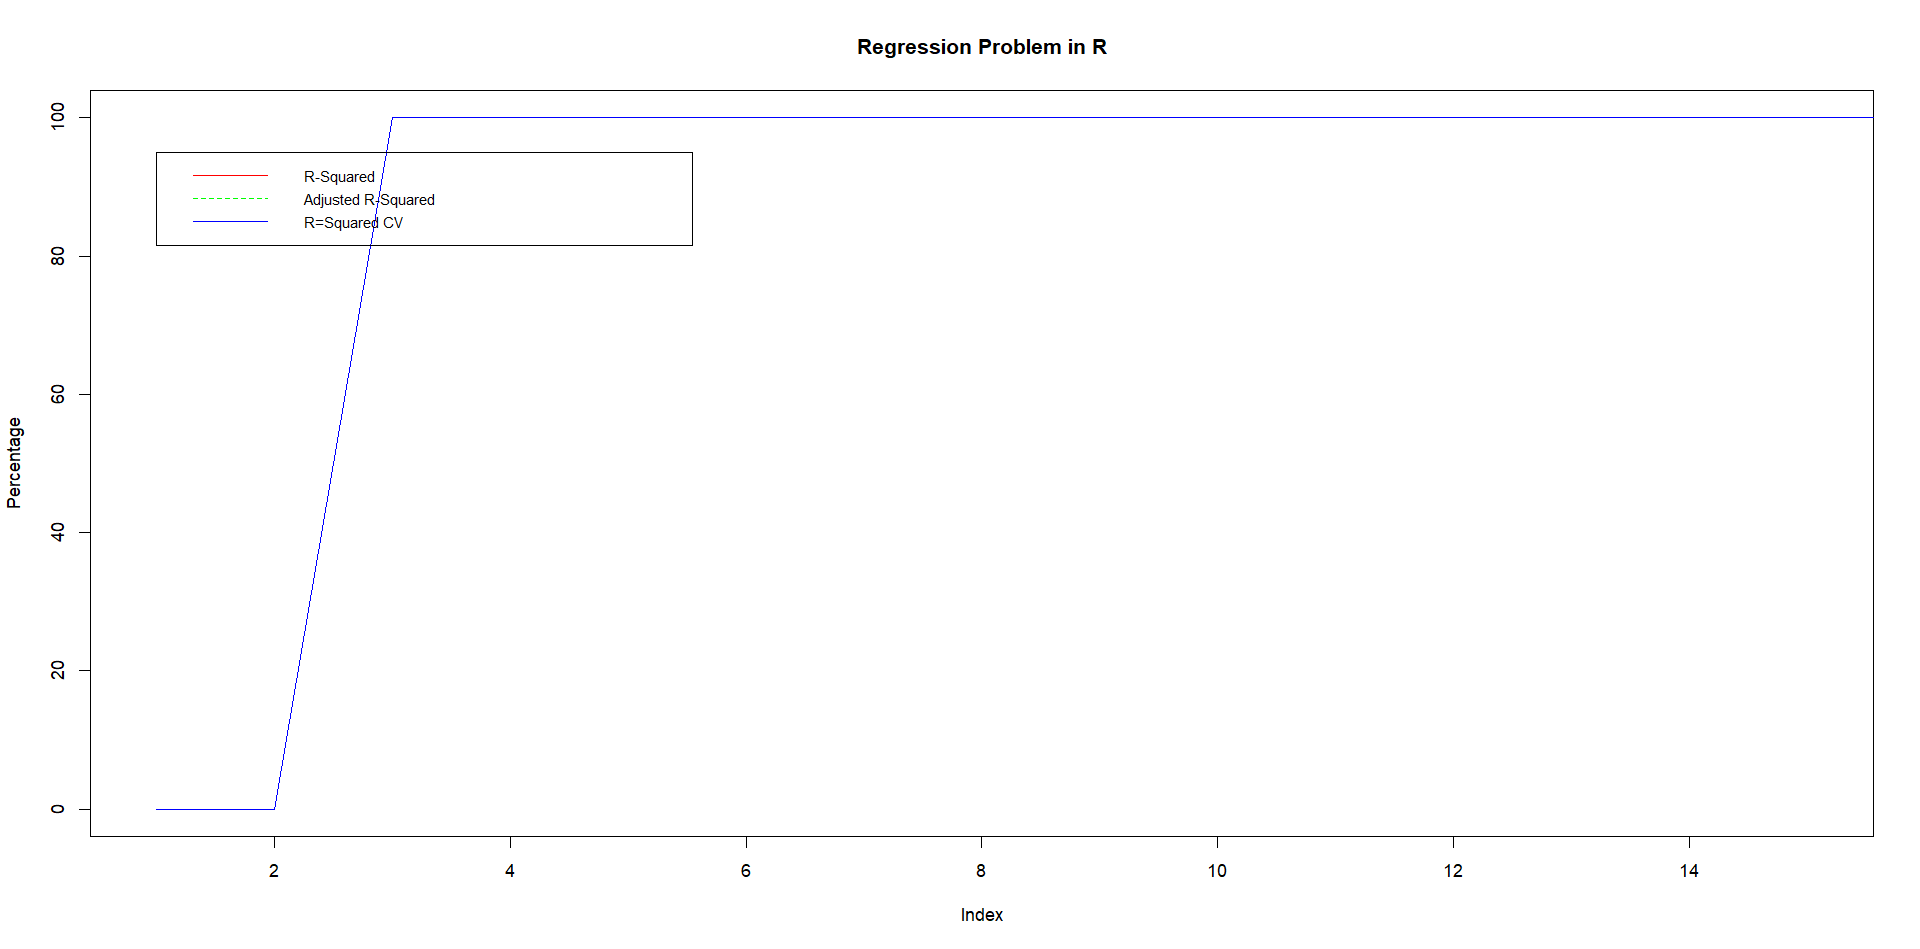 Regression Problem in R
100
80
60
40
20
0
Percentage
R-Squared
Adjusted R-Squared
R=Squared CV
2 4 6 8 10 12 14
Index